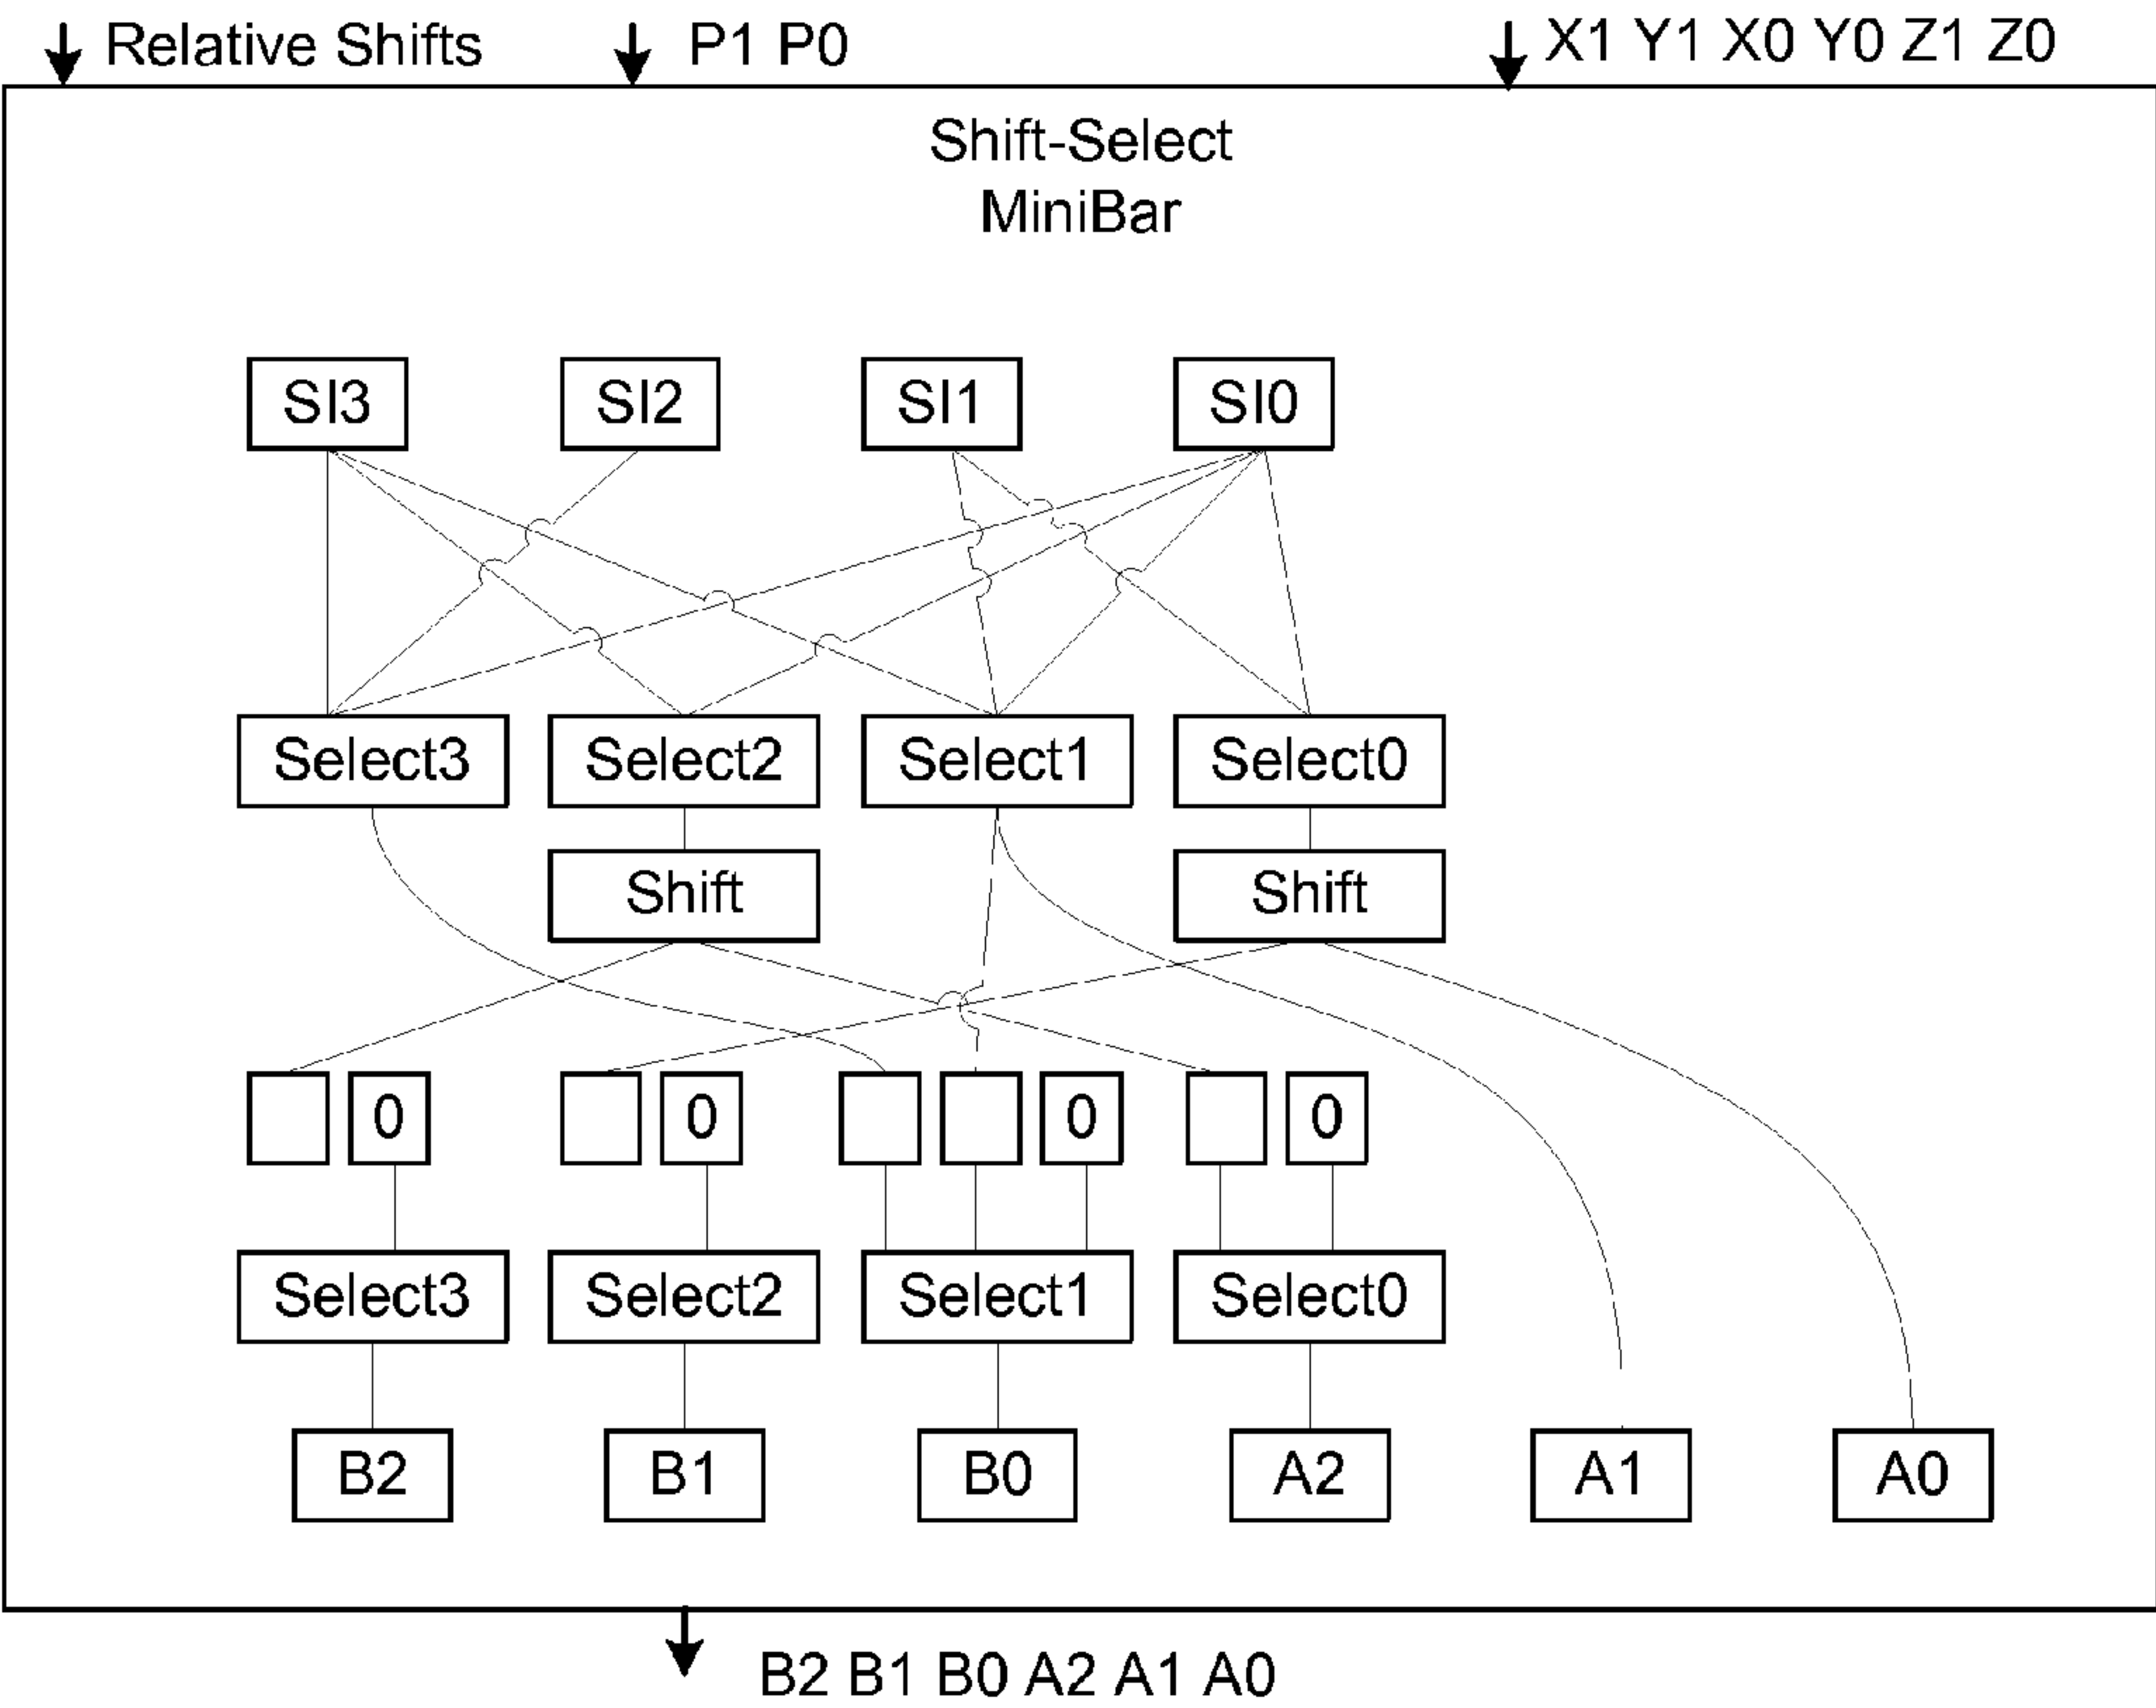 Relative Shifts P1 P0 X1 Y1 X0 Y0 Z1 Z0
Shift-Select
MiniBar
SI3 SI2 SI1 SI0
Select3 Select2 Select1 Select0
Shift Shift
0 0 0 0
Select3 Select2 Select1 Select0
B2 B1 B0 A2 A1 A0
B2 B1 B0 A2 A1 A0